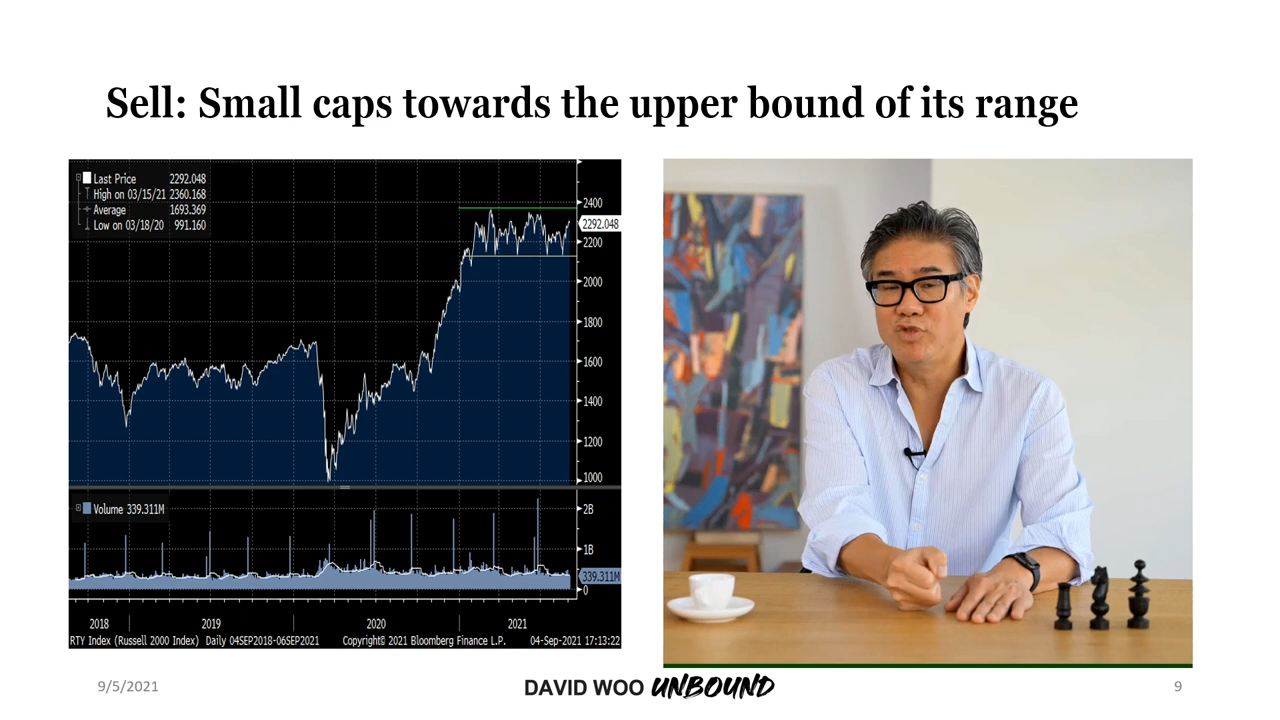 Sell: Small caps towards the upper bound of its range
Last Price 2292.048
High on 03/15/21 2360.168
Average 1693.369
Low on 03/18/20 991.160
2400
2292.048
2200
2000
1800
1600
1400
1200
1000
Volume 339.311M
2B
1B
339.311M
0
2018 2019 2020 2021
RTY Index (Russell 2000 Index) Daily 04SEP2018-06SEP2021 Copyright© 2021 Bloomberg Finance L.P. 04-Sep-2021 17:13:22
9/5/2021 DAVID WOO UNBOUND 9